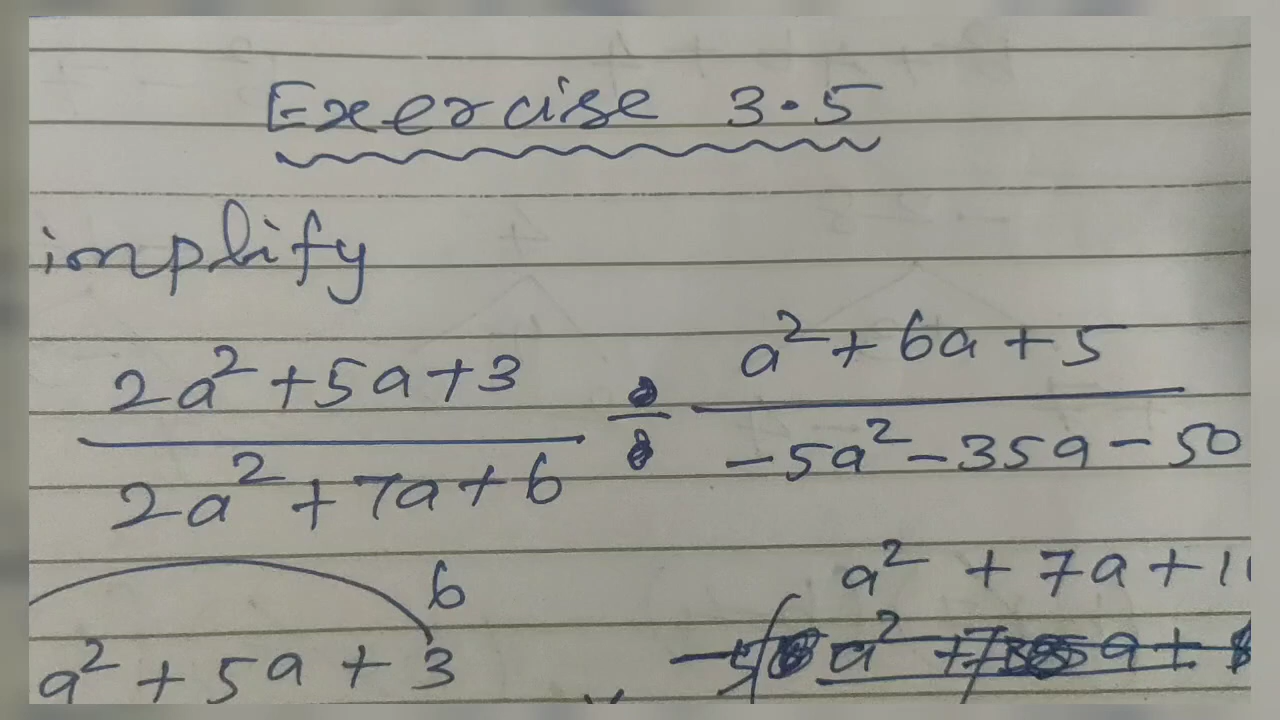 Exercise 3.5
implify
2a²+5a+3 ÷ a²+6a+5
2a²+7a+6 -5a²-35a-50
6 a² + 7a+1
a² + 5a + 3